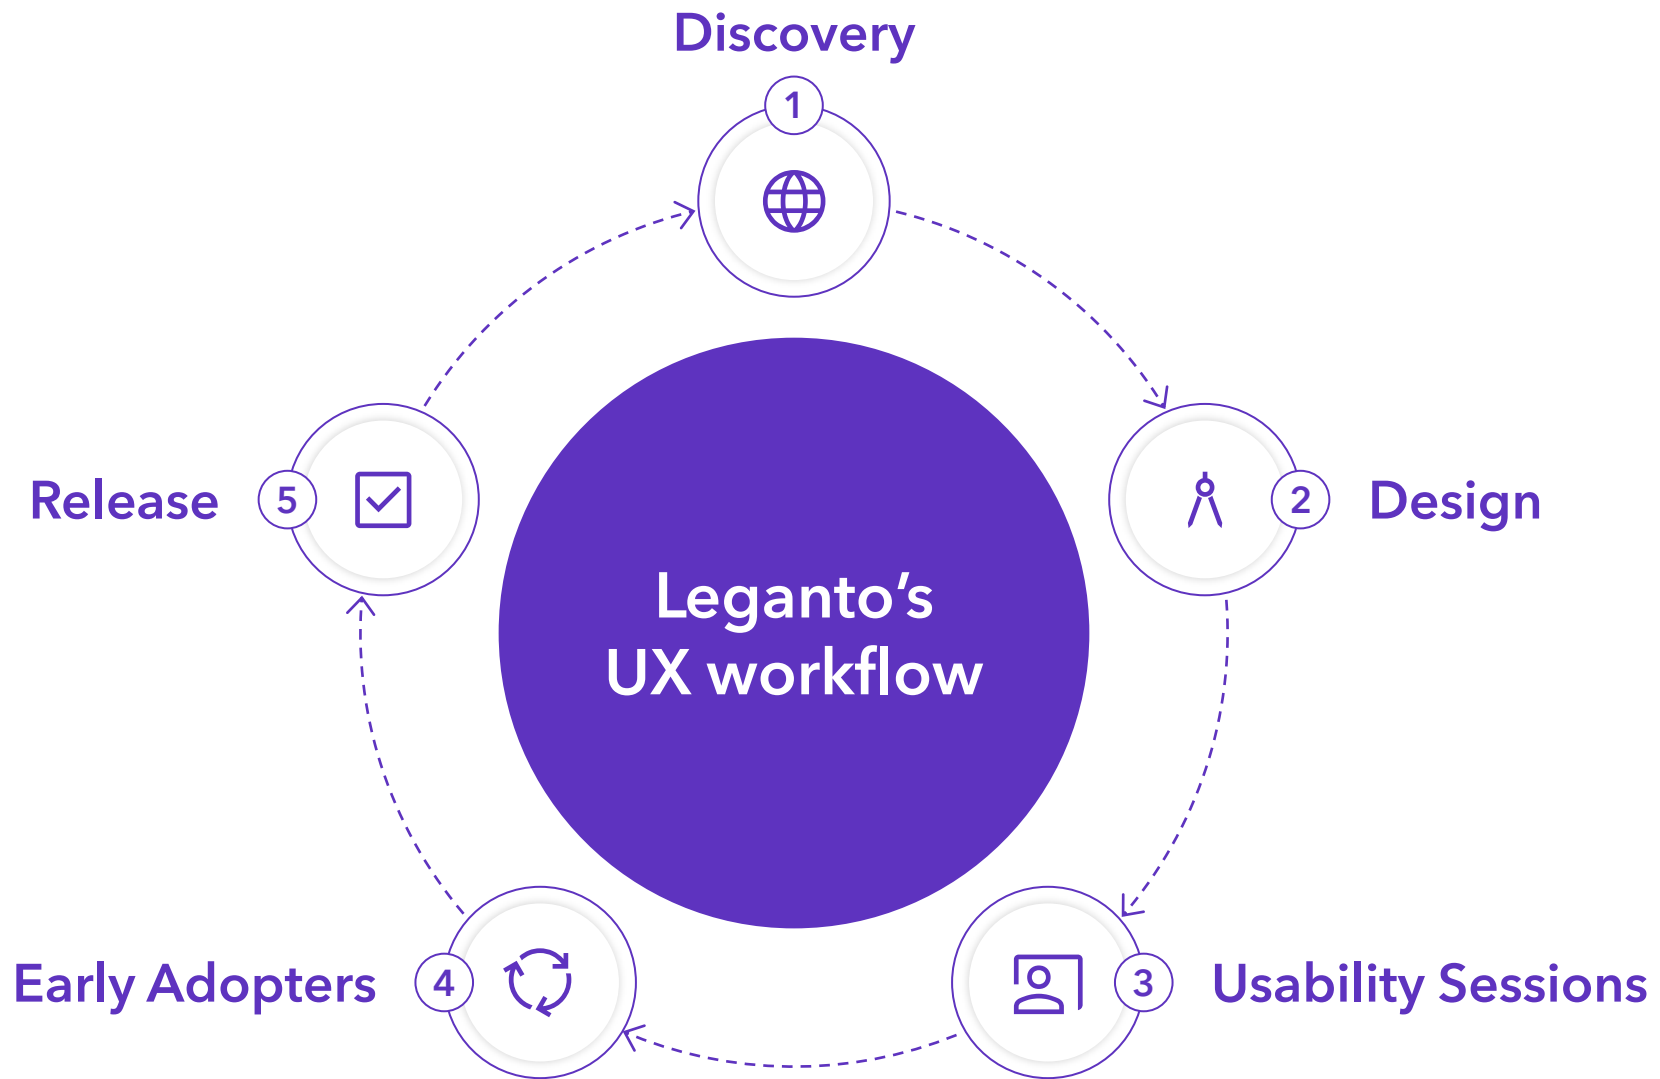 Discovery
1
Release
5
2
Design
Leganto’s
UX workflow
Early Adopters
4
3
Usability Sessions